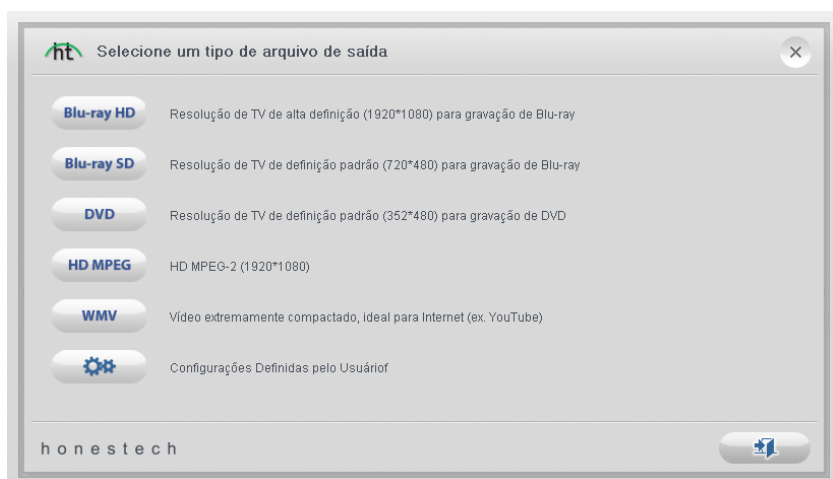 ht Selecione um tipo de arquivo de saída
Blu-ray HD Resolução de TV de alta definição (1920*1080) para gravação de Blu-ray
Blu-ray SD Resolução de TV de definição padrão (720*480) para gravação de Blu-ray
DVD Resolução de TV de definição padrão (352*480) para gravação de DVD
HD MPEG HD MPEG-2 (1920*1080)
WMV Vídeo extremamente compactado, ideal para Internet (ex. YouTube)
Configurações Definidas pelo Usuáriof
honestech